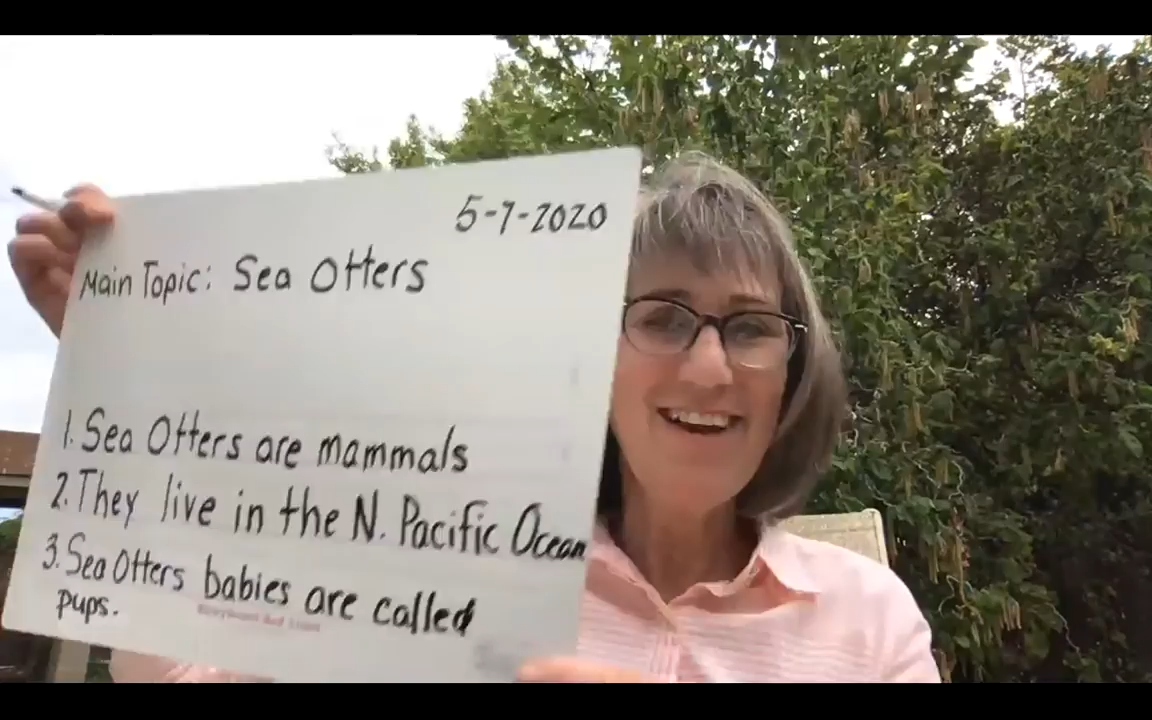 5-7-2020
Main Topic: Sea Otters
1. Sea Otters are mammals
2. They live in the N. Pacific Ocean
3. Sea Otters babies are called
pups.